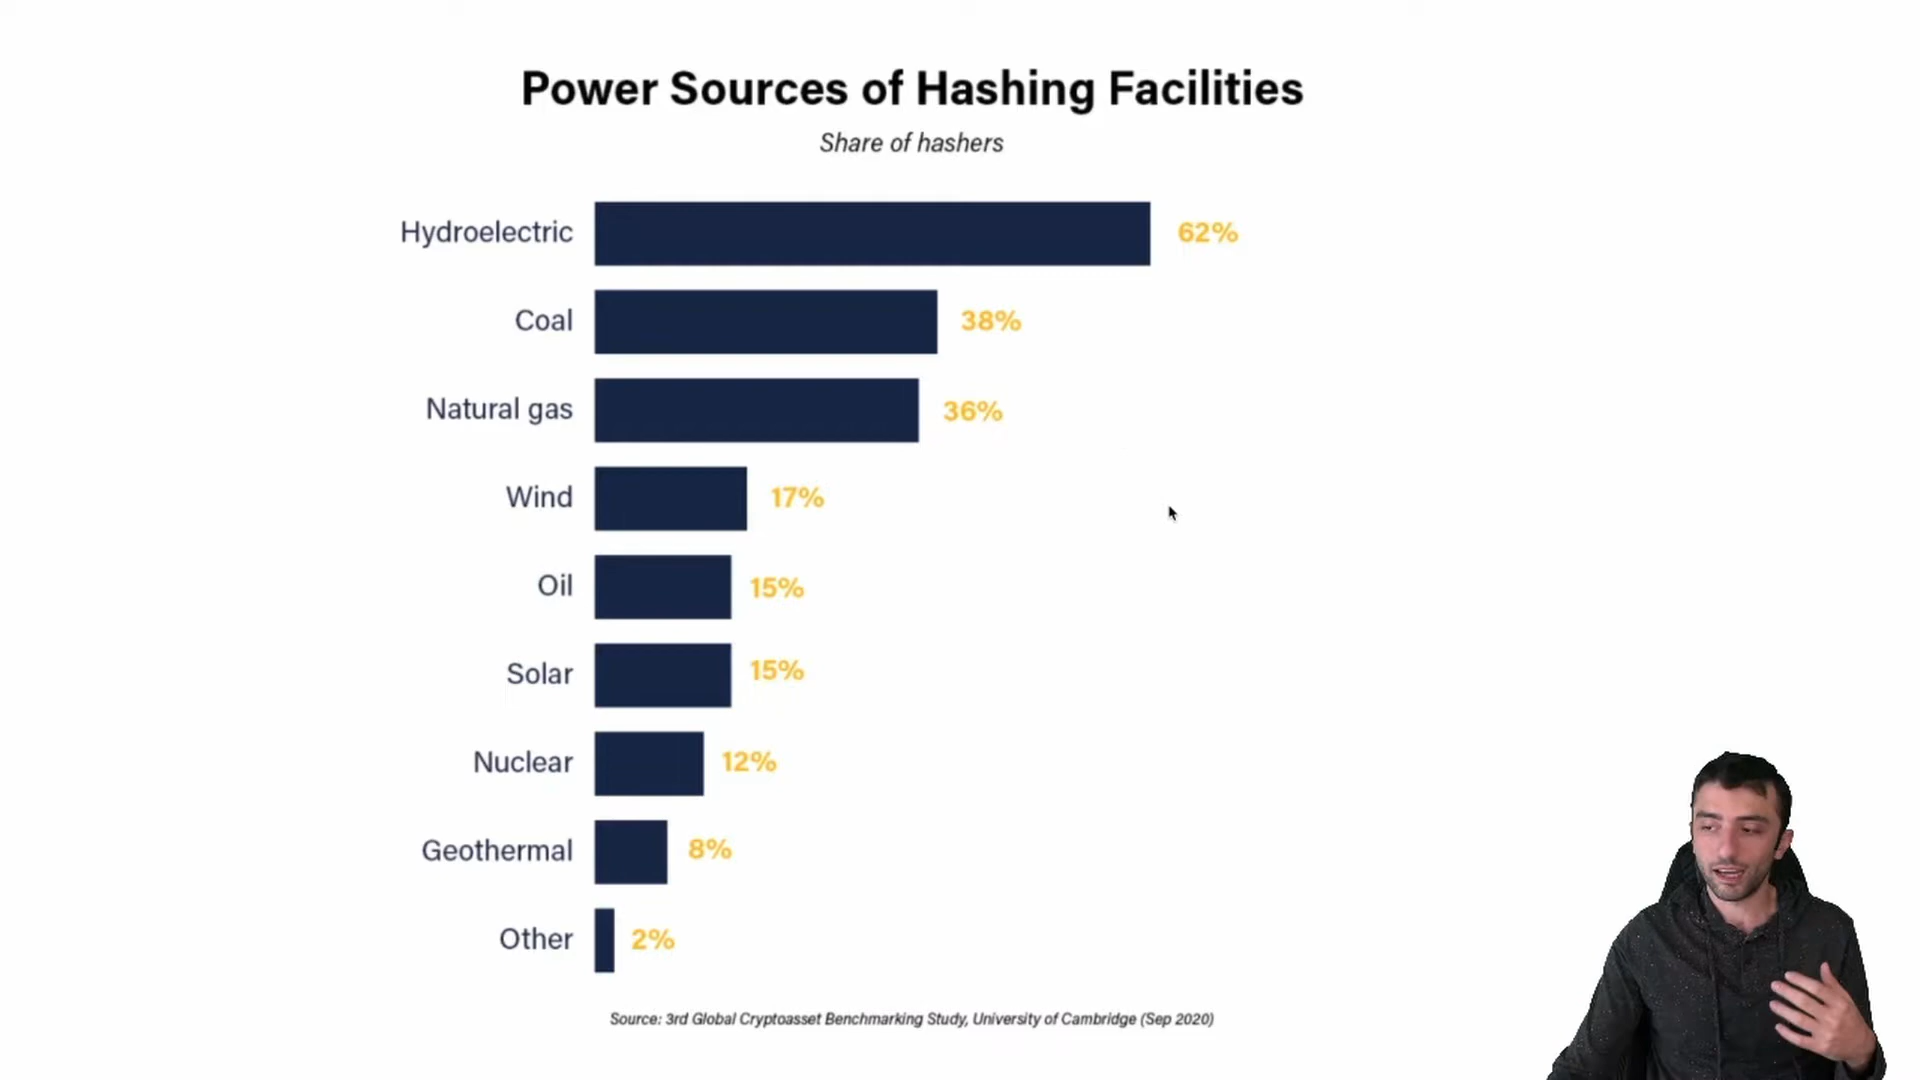 Power Sources of Hashing Facilities
Share of hashers
Hydroelectric 62%
Coal 38%
Natural gas 36%
Wind 17%
Oil 15%
Solar 15%
Nuclear 12%
Geothermal 8%
Other 2%
Source: 3rd Global Cryptoasset Benchmarking Study, University of Cambridge (Sep 2020)